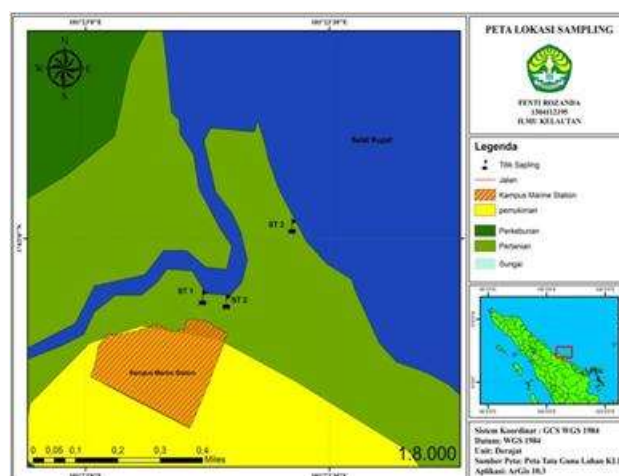 PETA LOKASI SAMPLING
FENTI ROZANDA
ILMU KELAUTAN
Legenda
Titik Sapling
Jalan
Kampus Marine Station
pemukiman
Perkebunan
Pertanian
Sungai
N
W
E
S
Selat Rupat
ST 3
ST 1
ST 2
Kampus Marine Station
0 0,05 0,1 0,2 0,3 0,4
Miles
1:8.000
Sistem Koordinat : GCS WGS 1984
Datum: WGS 1984
Unit: Derajat
Sumber Peta: Peta Tata Guna Lahan
Aplikasi: ArGis 10.3